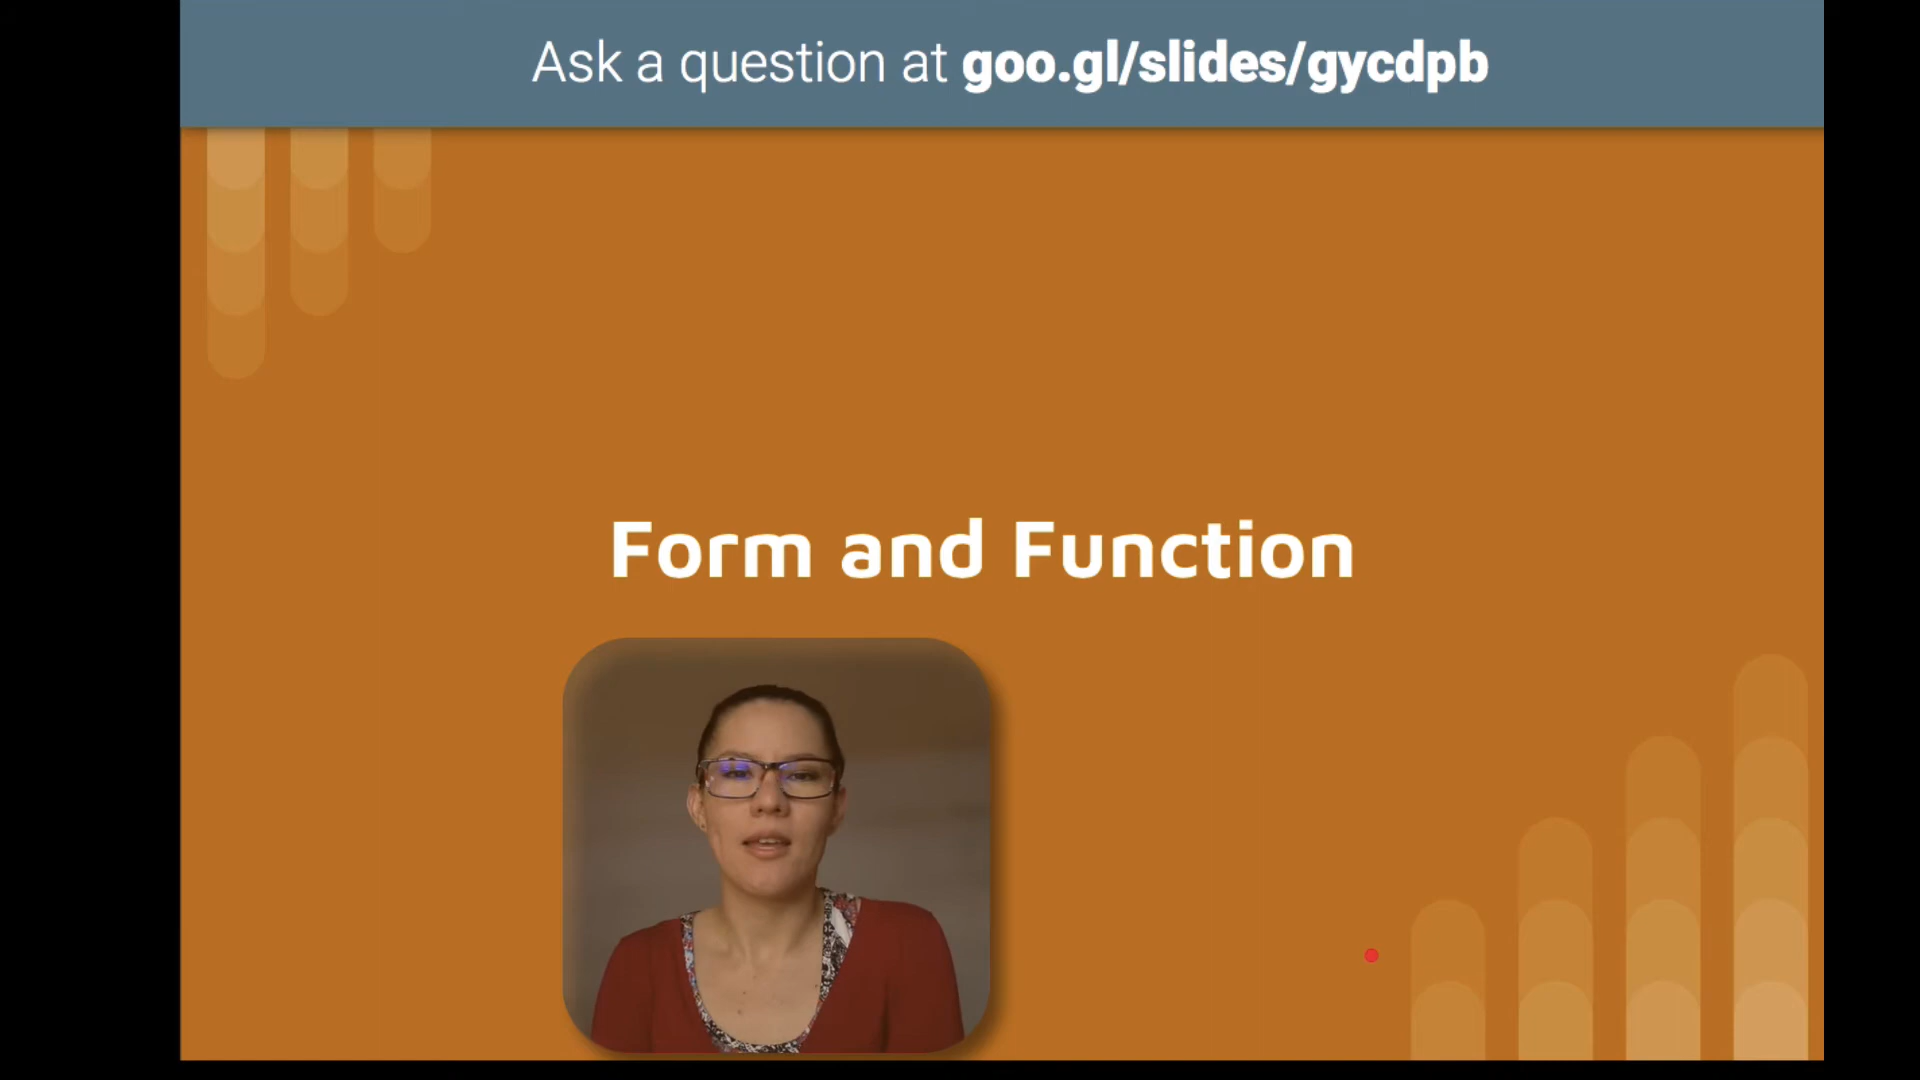 Ask a question at goo.gl/slides/gycdpb
Form and Function